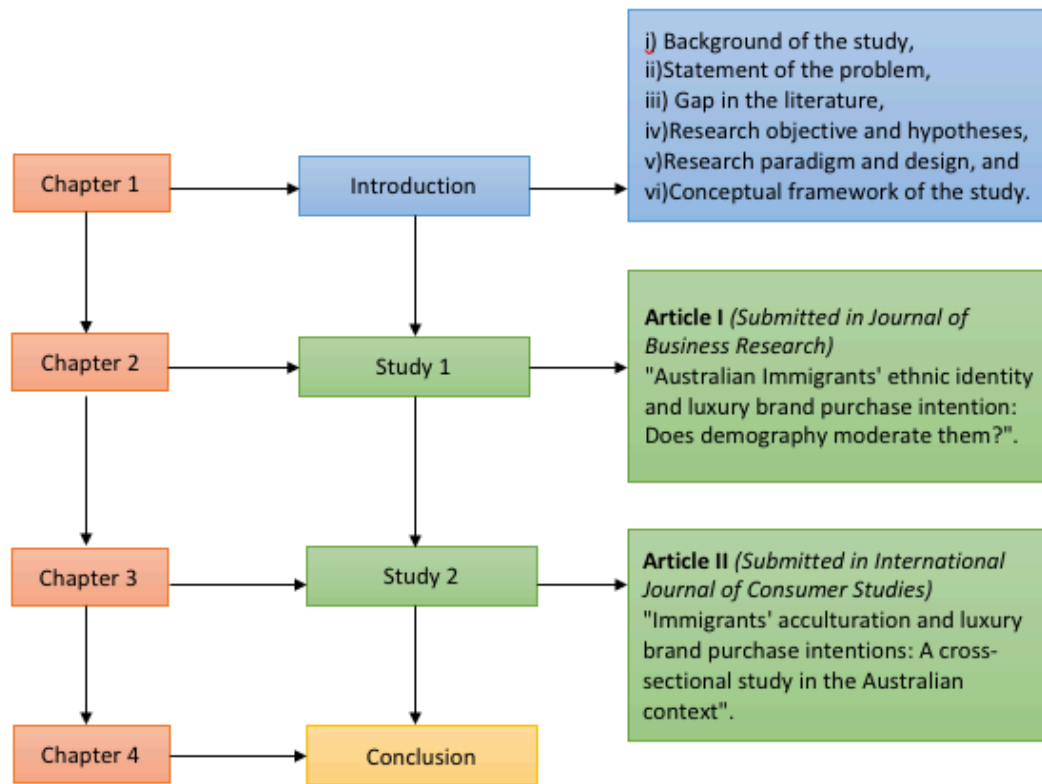 i) Background of the study,
ii)Statement of the problem,
iii) Gap in the literature,
iv)Research objective and hypotheses,
v)Research paradigm and design, and
vi)Conceptual framework of the study.
Chapter 1
Introduction
Chapter 2
Study 1
Article I (Submitted in Journal of
Business Research)
"Australian Immigrants' ethnic identity
and luxury brand purchase intention:
Does demography moderate them?".
Chapter 3
Study 2
Article II (Submitted in International
Journal of Consumer Studies)
"Immigrants' acculturation and luxury
brand purchase intentions: A cross-
sectional study in the Australian
context".
Chapter 4
Conclusion